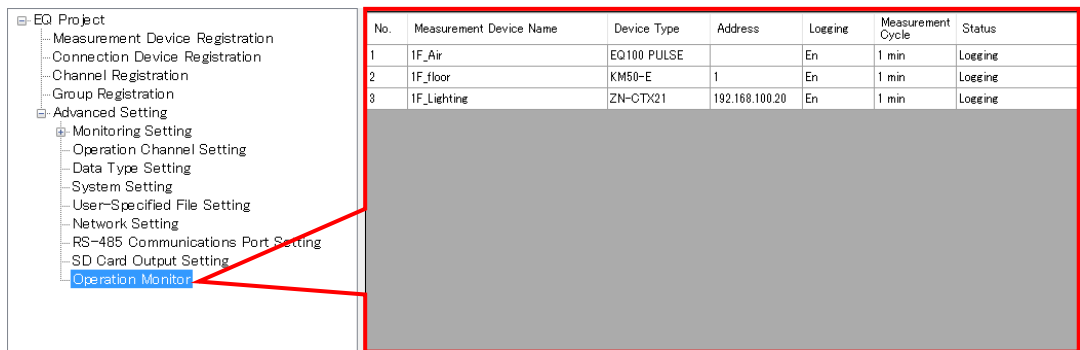 EQ Project
Measurement Device Registration
Connection Device Registration
Channel Registration
Group Registration
Advanced Setting
Monitoring Setting
Operation Channel Setting
Data Type Setting
System Setting
User-Specified File Setting
Network Setting
RS-485 Communications Port Setting
SD Card Output Setting
Operation Monitor
No. Measurement Device Name Device Type Address Logging Measurement Cycle Status
1 1F_Air EQ100 PULSE En 1 min Logging
2 1F_floor KM50-E 1 En 1 min Logging
3 1F_Lighting ZN-CTX21 192.168.100.20 En 1 min Logging